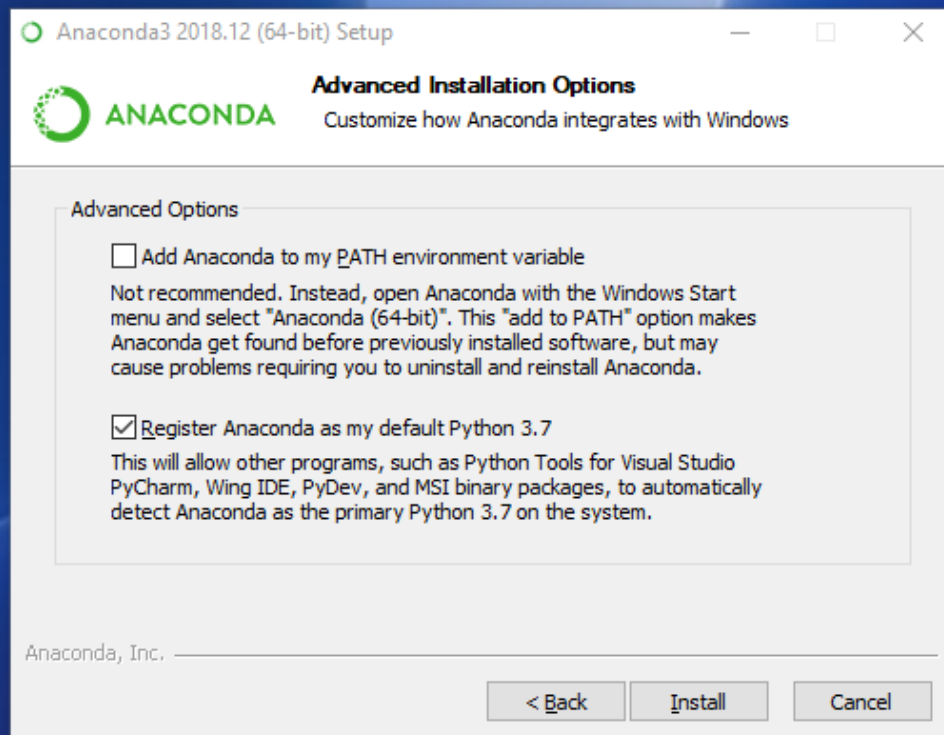 Anaconda3 2018.12 (64-bit) Setup
ANACONDA
Advanced Installation Options
Customize how Anaconda integrates with Windows
Advanced Options
Add Anaconda to my PATH environment variable
Not recommended. Instead, open Anaconda with the Windows Start
menu and select "Anaconda (64-bit)". This "add to PATH" option makes
Anaconda get found before previously installed software, but may
cause problems requiring you to uninstall and reinstall Anaconda.
Register Anaconda as my default Python 3.7
This will allow other programs, such as Python Tools for Visual Studio
PyCharm, Wing IDE, PyDev, and MSI binary packages, to automatically
detect Anaconda as the primary Python 3.7 on the system.
Anaconda, Inc.
< Back
Install
Cancel